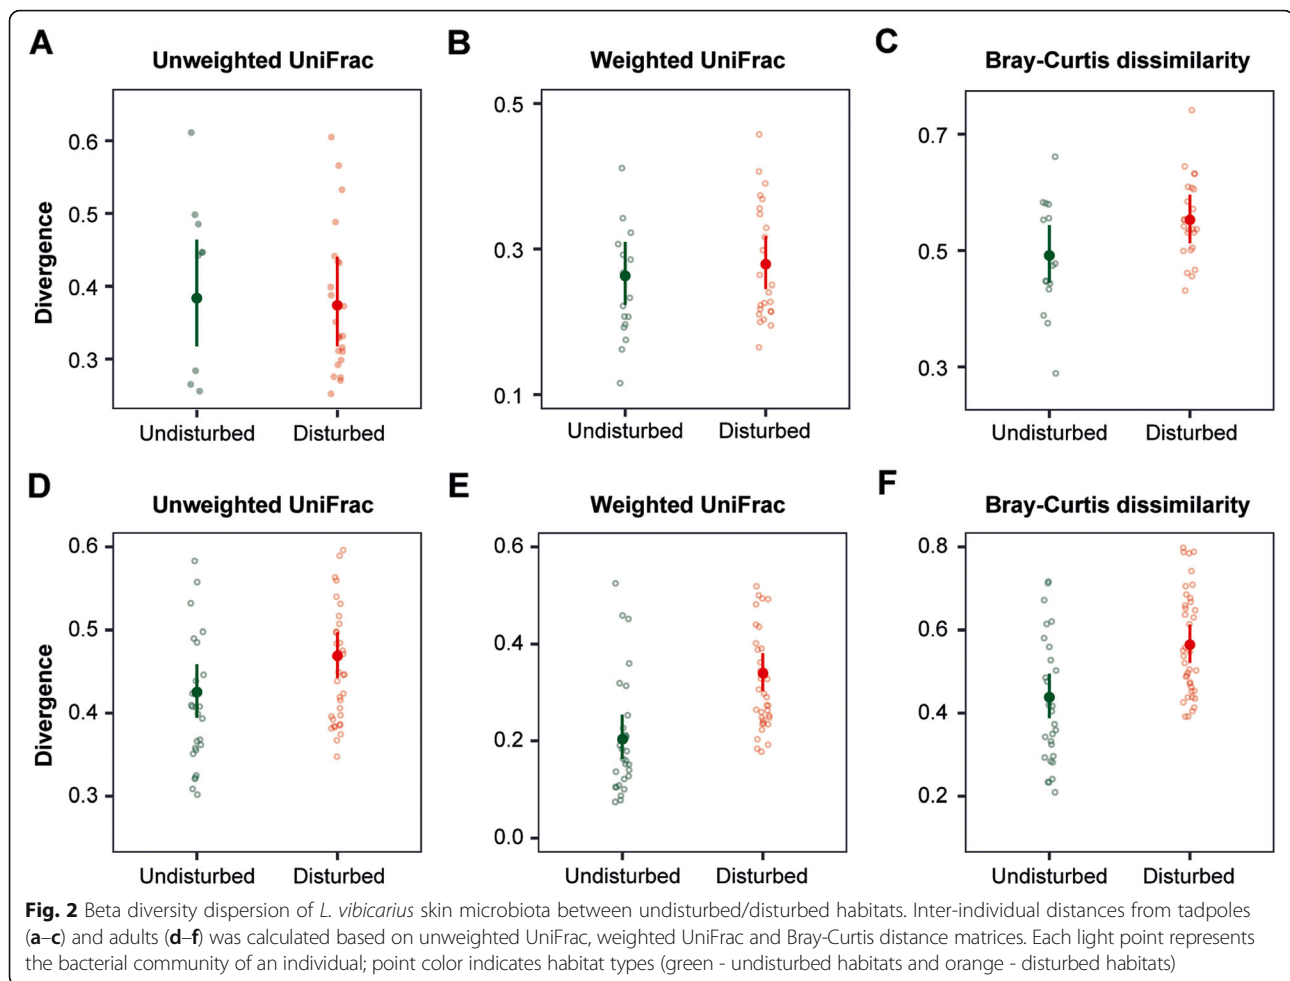 A
Unweighted UniFrac
B
Weighted UniFrac
C
Bray-Curtis dissimilarity
Divergence
0.6
0.5
0.4
0.3
Undisturbed
Disturbed
0.5
0.3
0.1
Undisturbed
Disturbed
0.7
0.5
0.3
Undisturbed
Disturbed
D
Unweighted UniFrac
E
Weighted UniFrac
F
Bray-Curtis dissimilarity
Divergence
0.6
0.5
0.4
0.3
Undisturbed
Disturbed
0.6
0.4
0.2
0.0
Undisturbed
Disturbed
0.8
0.6
0.4
0.2
Undisturbed
Disturbed
Fig. 2 Beta diversity dispersion of L. vibicarius skin microbiota between undisturbed/disturbed habitats. Inter-individual distances from tadpoles
(a–c) and adults (d–f) was calculated based on unweighted UniFrac, weighted UniFrac and Bray-Curtis distance matrices. Each light point represents
the bacterial community of an individual; point color indicates habitat types (green - undisturbed habitats and orange - disturbed habitats)